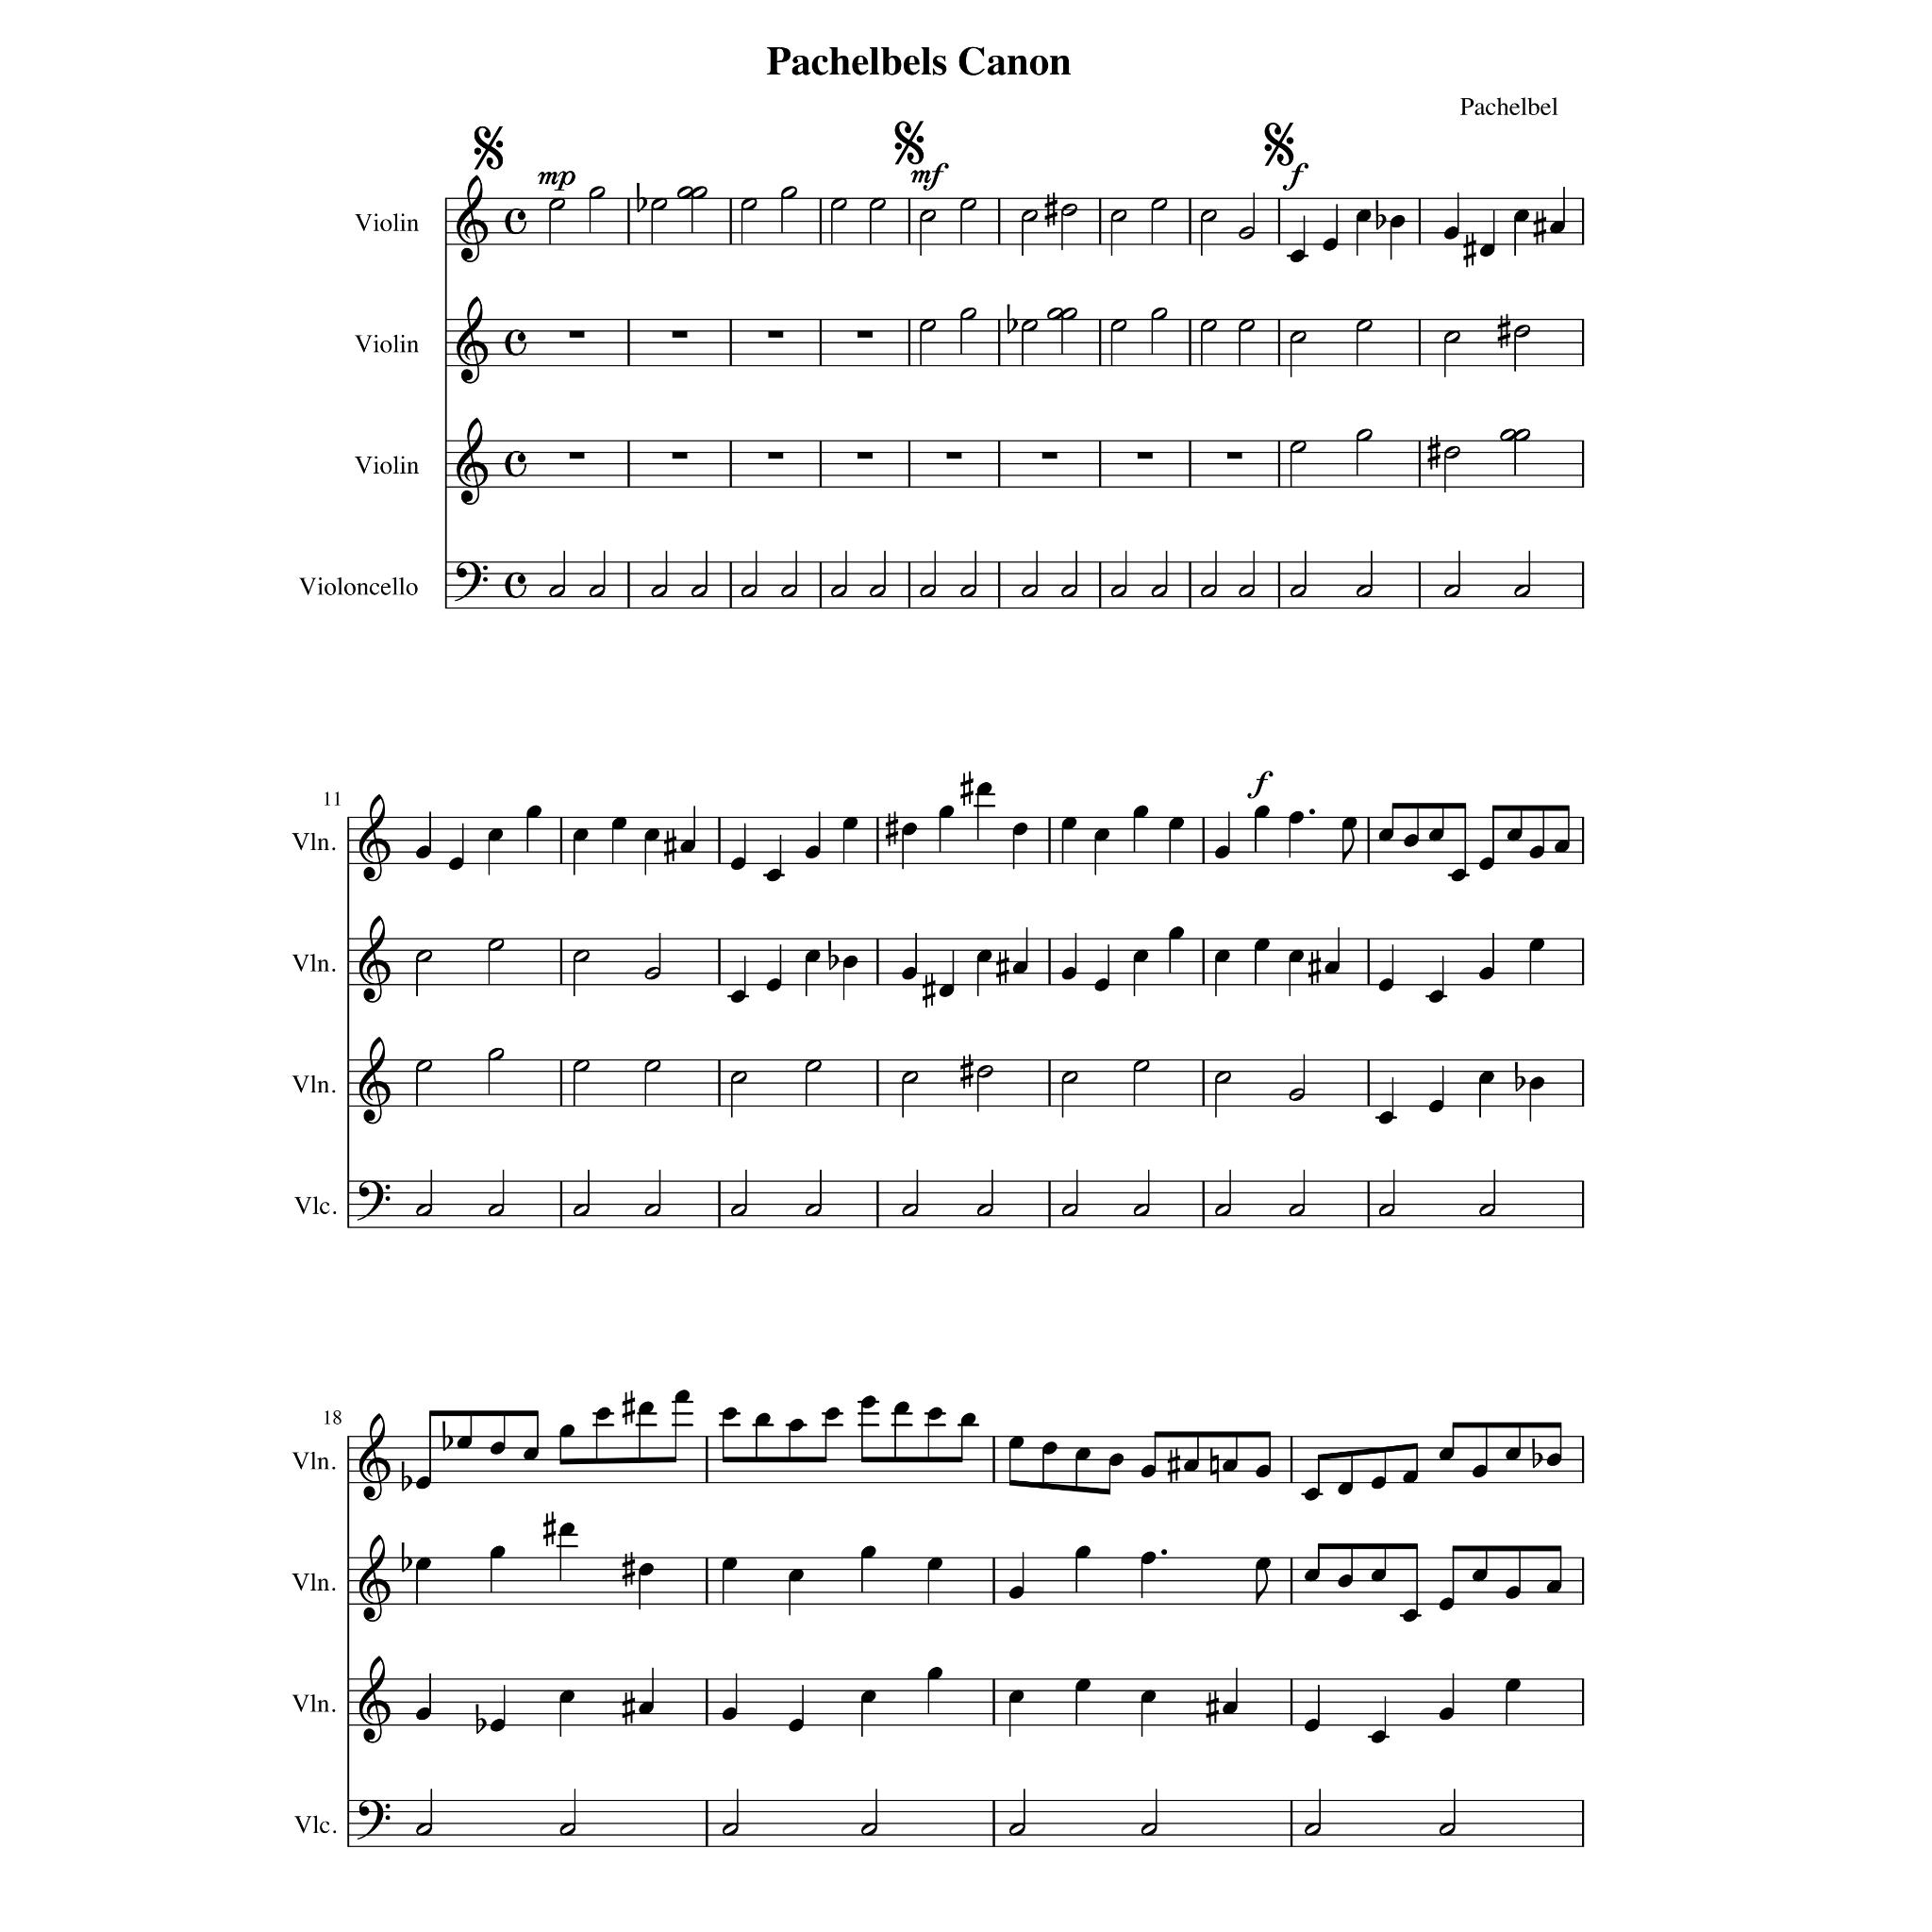 Pachelbels Canon
Pachelbel
mp
mf
f
Violin
Violin
Violin
Violoncello
11
f
Vln.
Vln.
Vln.
Vlc.
18
Vln.
Vln.
Vln.
Vlc.